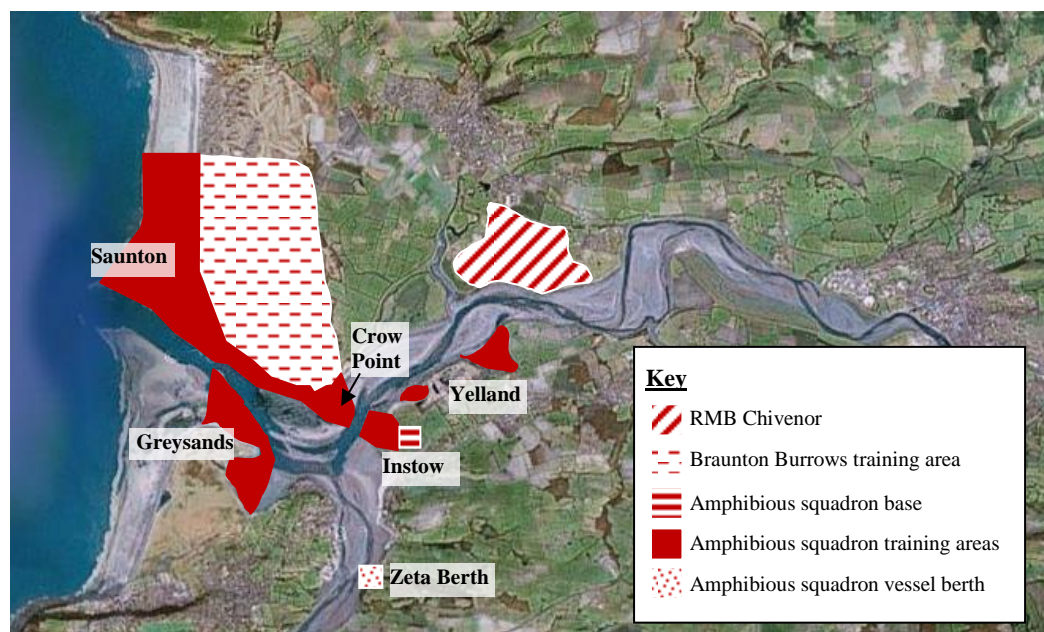 Saunton
Crow
Point
Yelland
Greysands
Instow
Zeta Berth
Key
RMB Chivenor
Braunton Burrows training area
Amphibious squadron base
Amphibious squadron training areas
Amphibious squadron vessel berth